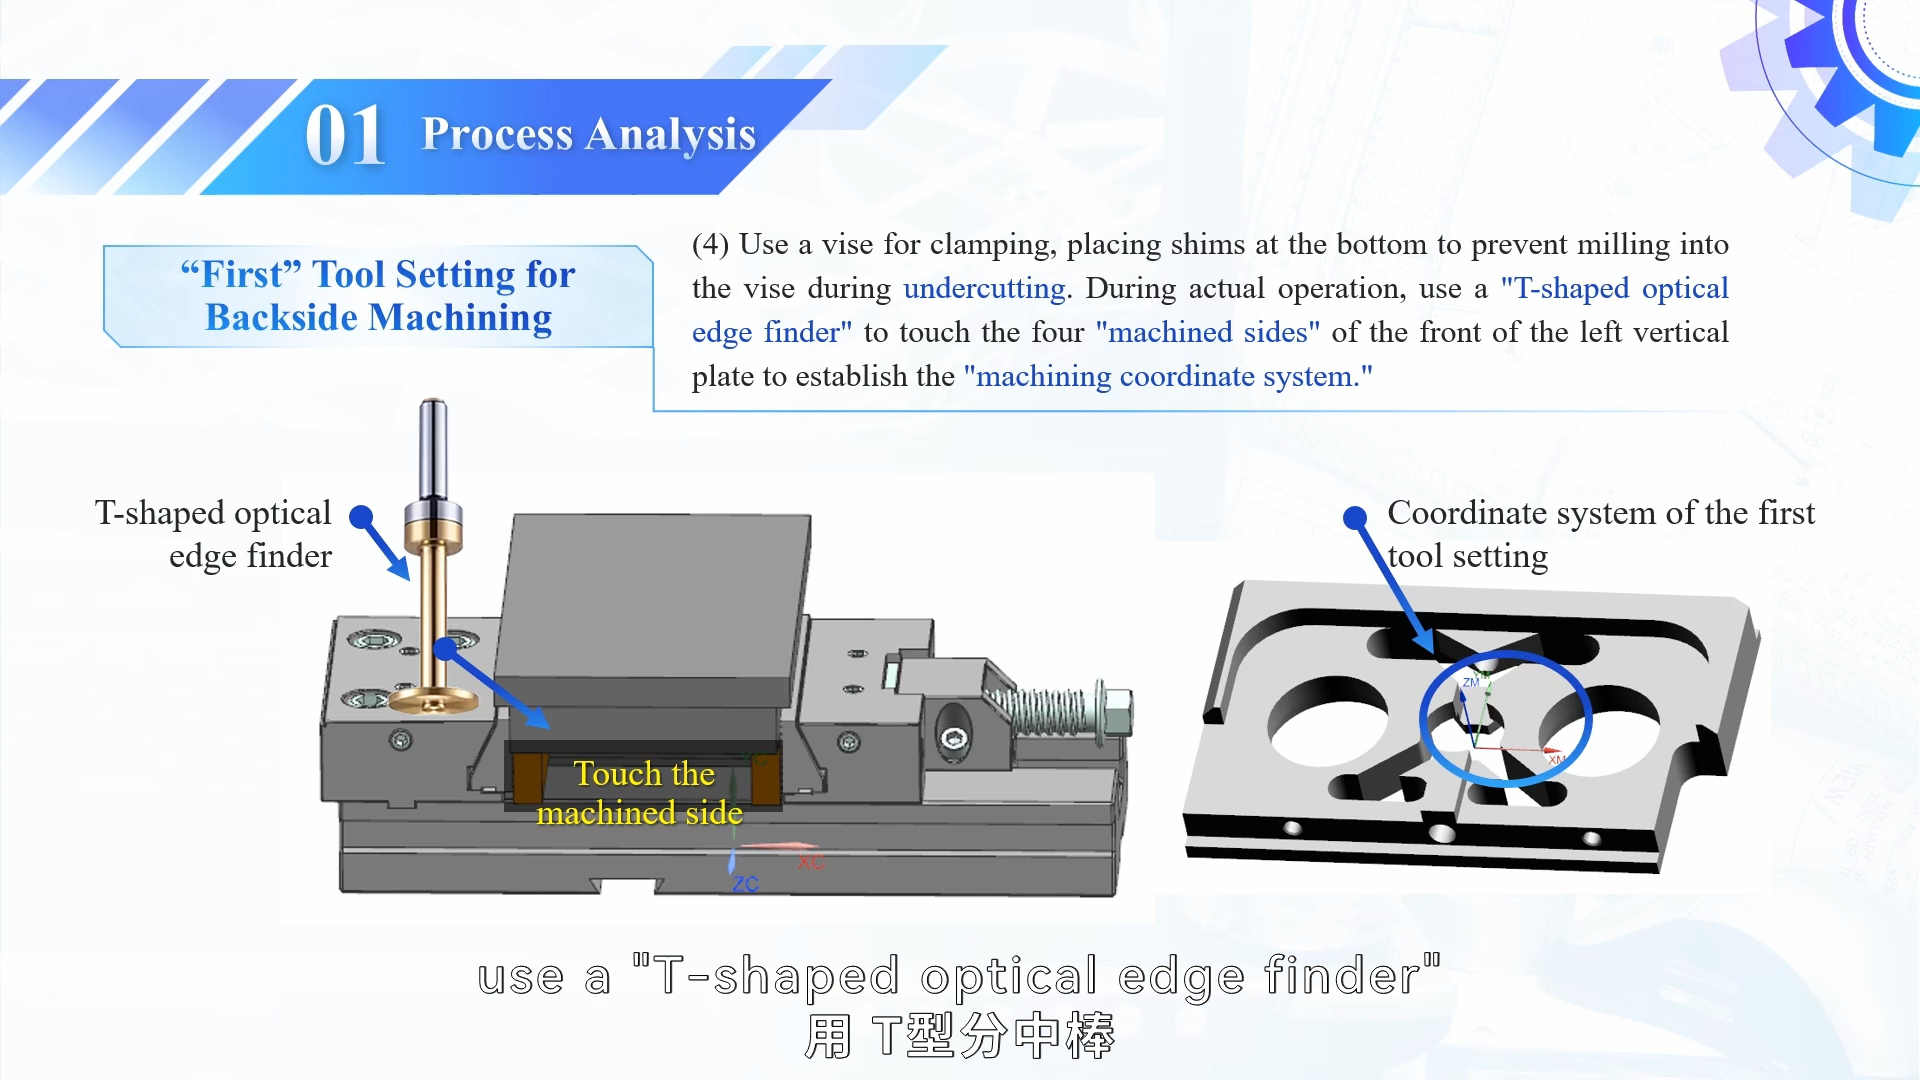 01 Process Analysis
“First” Tool Setting for
Backside Machining
(4) Use a vise for clamping, placing shims at the bottom to prevent milling into
the vise during undercutting. During actual operation, use a "T-shaped optical
edge finder" to touch the four "machined sides" of the front of the left vertical
plate to establish the "machining coordinate system."
T-shaped optical
edge finder
Coordinate system of the first
tool setting
ZM
YM
XM
Touch the
machined side
XC
ZC
use a "T-shaped optical edge finder"
用 T型分中棒